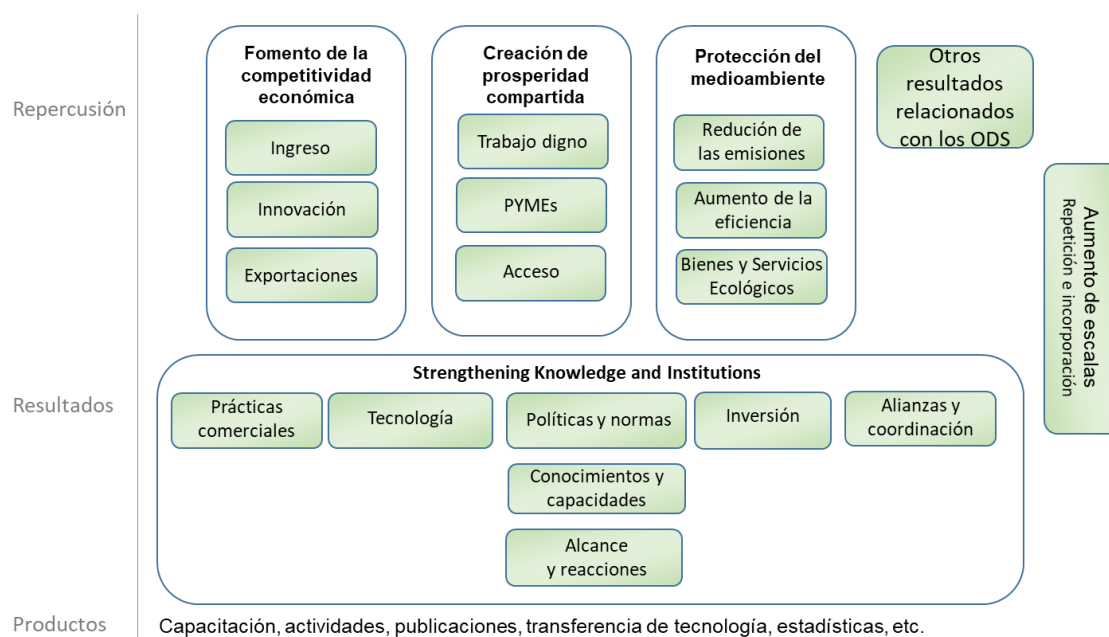 Repercusión
Fomento de la
competitividad
económica
Ingreso
Innovación
Exportaciones
Creación de
prosperidad
compartida
Trabajo digno
PYMEs
Acceso
Protección del
medioambiente
Redución de
las emisiones
Aumento de la
eficiencia
Bienes y Servicios
Ecológicos
Otros
resultados
relacionados
con los ODS
Aumento de escalas
Repetición e incorporación
Resultados
Strengthening Knowledge and Institutions
Prácticas
comerciales
Tecnología
Políticas y normas
Inversión
Alianzas y
coordinación
Conocimientos y
capacidades
Alcance
y reacciones
Productos
Capacitación, actividades, publicaciones, transferencia de tecnología, estadísticas, etc.